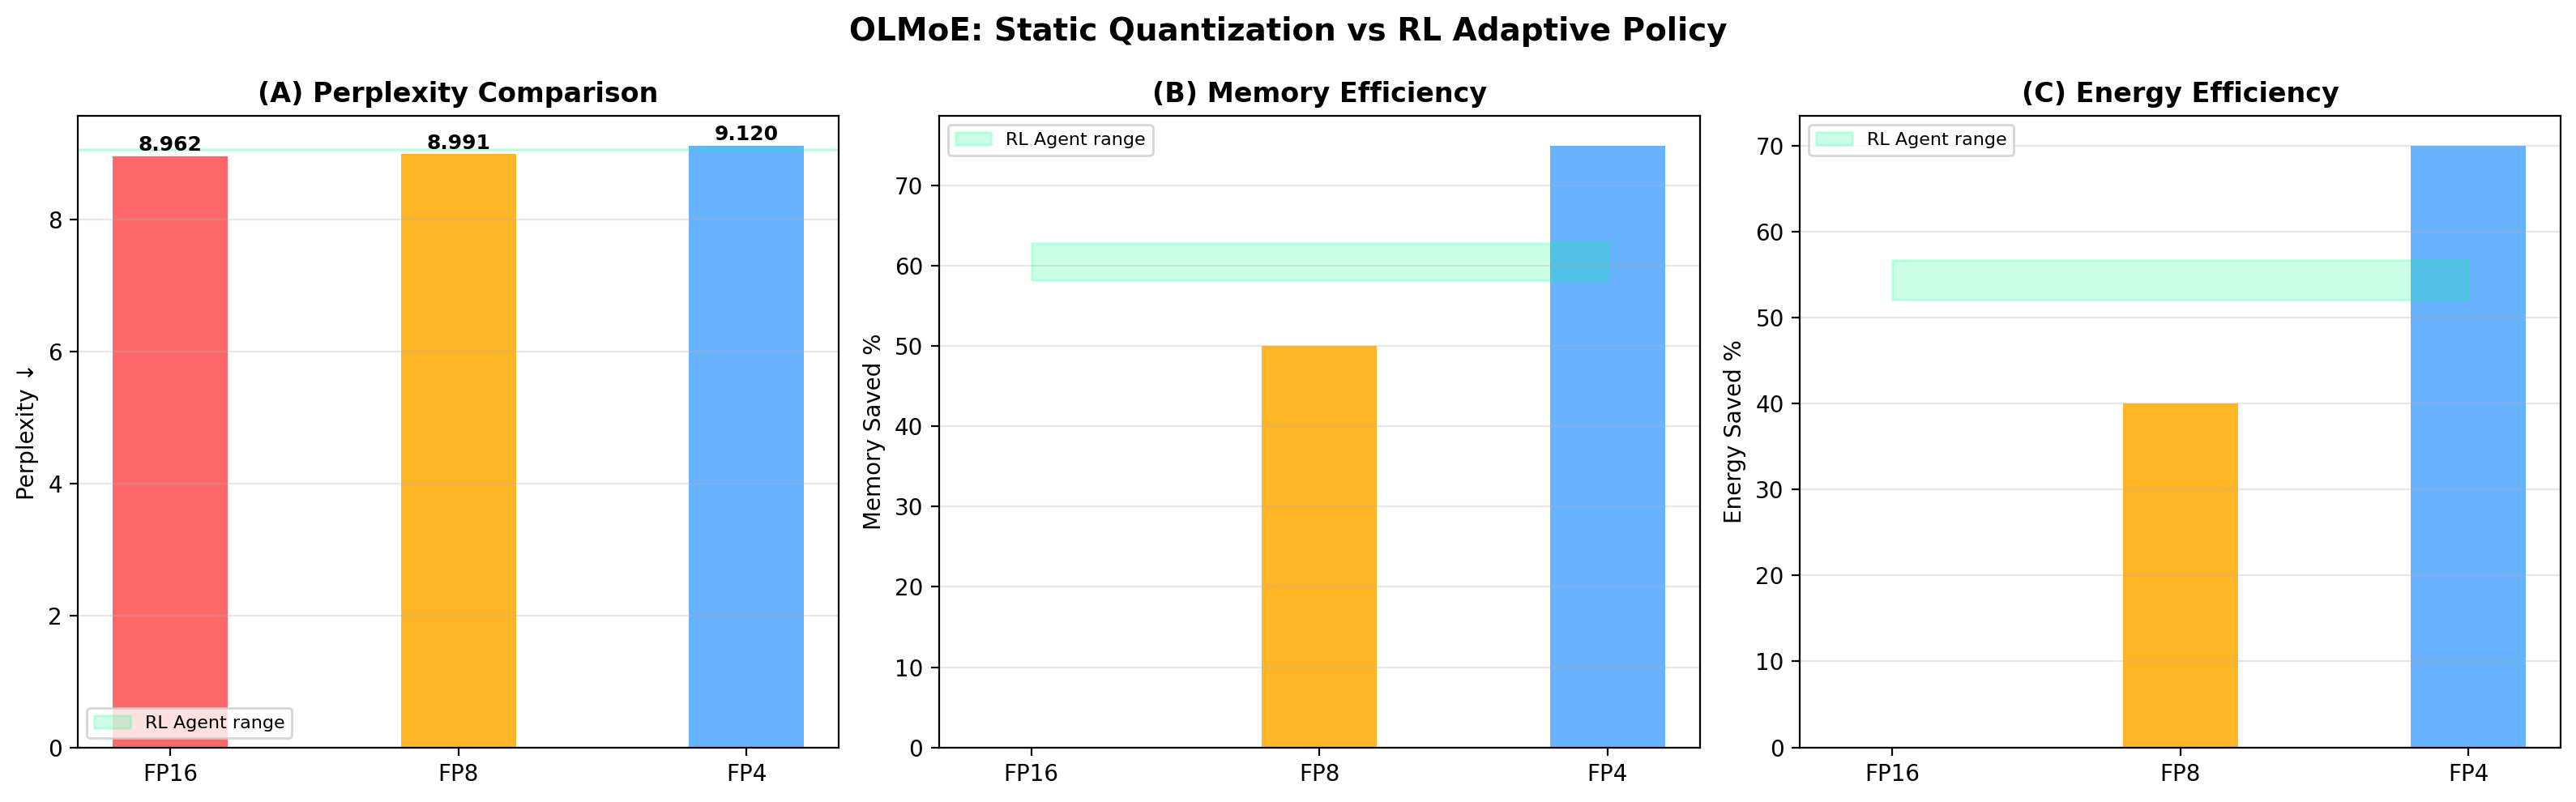 OLMoE: Static Quantization vs RL Adaptive Policy
(A) Perplexity Comparison
Perplexity ↓
8
6
4
2
0
8.962
8.991
9.120
RL Agent range
FP16
FP8
FP4
(B) Memory Efficiency
Memory Saved %
70
60
50
40
30
20
10
0
RL Agent range
FP16
FP8
FP4
(C) Energy Efficiency
Energy Saved %
70
60
50
40
30
20
10
0
RL Agent range
FP16
FP8
FP4